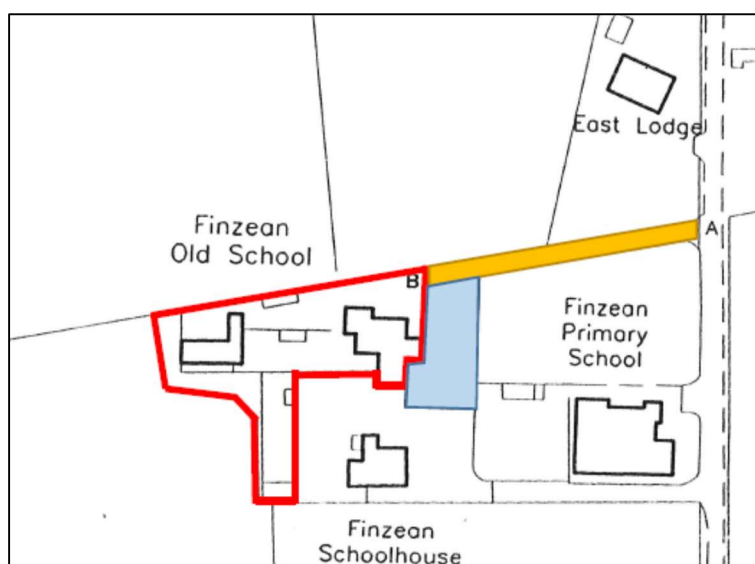 East Lodge
A
Finzean
Old School
B
Finzean
Primary
School
Finzean
Schoolhouse